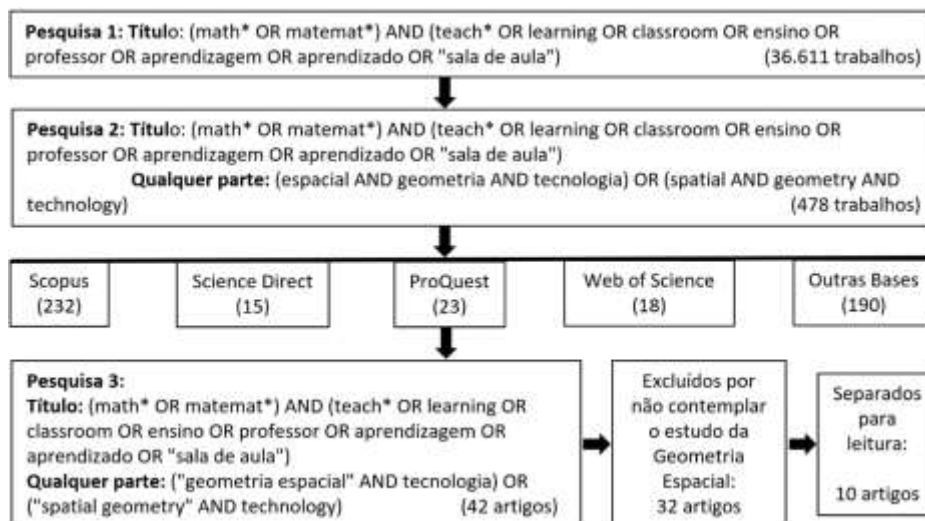 Pesquisa 1: Título: (math* OR matemat*) AND (teach* OR learning OR classroom OR ensino OR
professor OR aprendizagem OR aprendizado OR "sala de aula") (36.611 trabalhos)
Pesquisa 2: Título: (math* OR matemat*) AND (teach* OR learning OR classroom OR ensino OR
professor OR aprendizagem OR aprendizado OR "sala de aula")
Qualquer parte: (espacial AND geometria AND tecnologia) OR (spatial AND geometry AND
technology) (478 trabalhos)
Scopus
(232)
Science Direct
(15)
ProQuest
(23)
Web of Science
(18)
Outras Bases
(190)
Pesquisa 3:
Título: (math* OR matemat*) AND (teach* OR learning OR
classroom OR ensino OR professor OR aprendizagem OR
aprendizado OR "sala de aula")
Qualquer parte: ("geometria espacial" AND tecnologia) OR
("spatial geometry" AND technology) (42 artigos)
Excluídos por
não contemplar
o estudo da
Geometria
Espacial:
32 artigos
Separados
para
leitura:
10 artigos